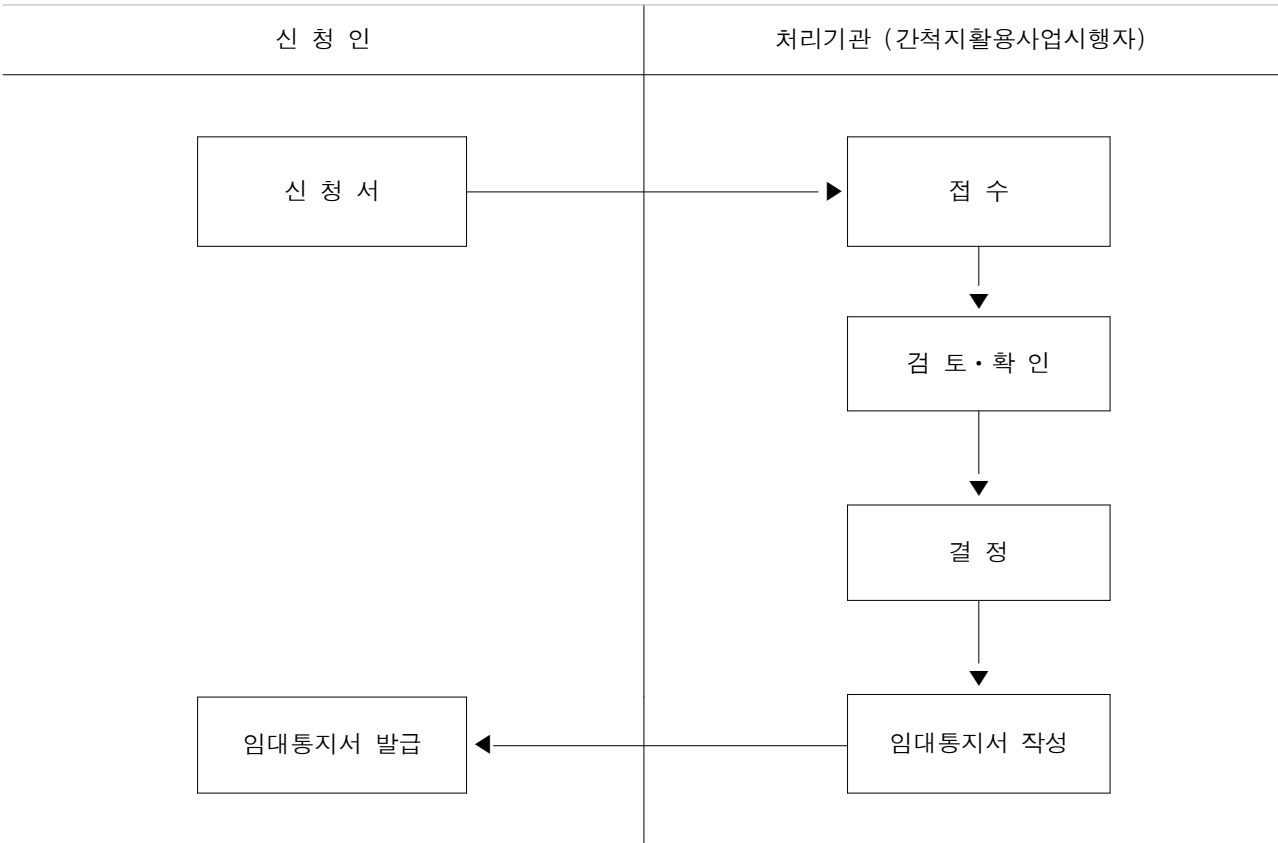 신 청 인
처리기관 (간척지활용사업시행자)
신 청 서
접 수
검 토·확 인
결 정
임대통지서 발급
임대통지서 작성